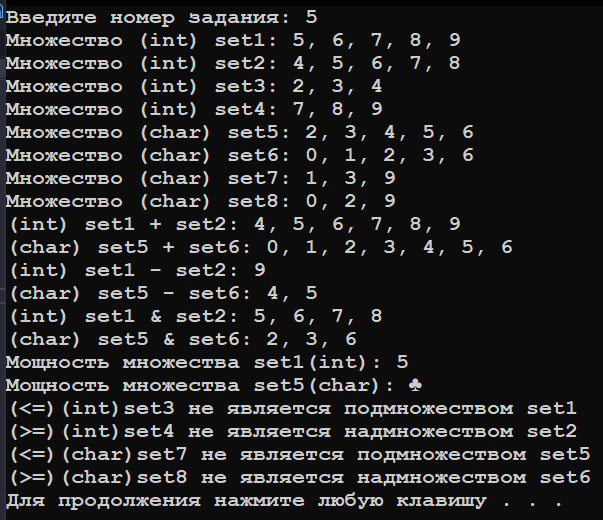 Введите номер задания: 5
Множество (int) set1: 5, 6, 7, 8, 9
Множество (int) set2: 4, 5, 6, 7, 8
Множество (int) set3: 2, 3, 4
Множество (int) set4: 7, 8, 9
Множество (char) set5: 2, 3, 4, 5, 6
Множество (char) set6: 0, 1, 2, 3, 6
Множество (char) set7: 1, 3, 9
Множество (char) set8: 0, 2, 9
(int) set1 + set2: 4, 5, 6, 7, 8, 9
(char) set5 + set6: 0, 1, 2, 3, 4, 5, 6
(int) set1 - set2: 9
(char) set5 - set6: 4, 5
(int) set1 & set2: 5, 6, 7, 8
(char) set5 & set6: 2, 3, 6
Мощность множества set1(int): 5
Мощность множества set5(char): ♣
(<=)(int)set3 не является подмножеством set1
(>=)(int)set4 не является надмножеством set2
(<=)(char)set7 не является подмножеством set5
(>=)(char)set8 не является надмножеством set6
Для продолжения нажмите любую клавишу . . .